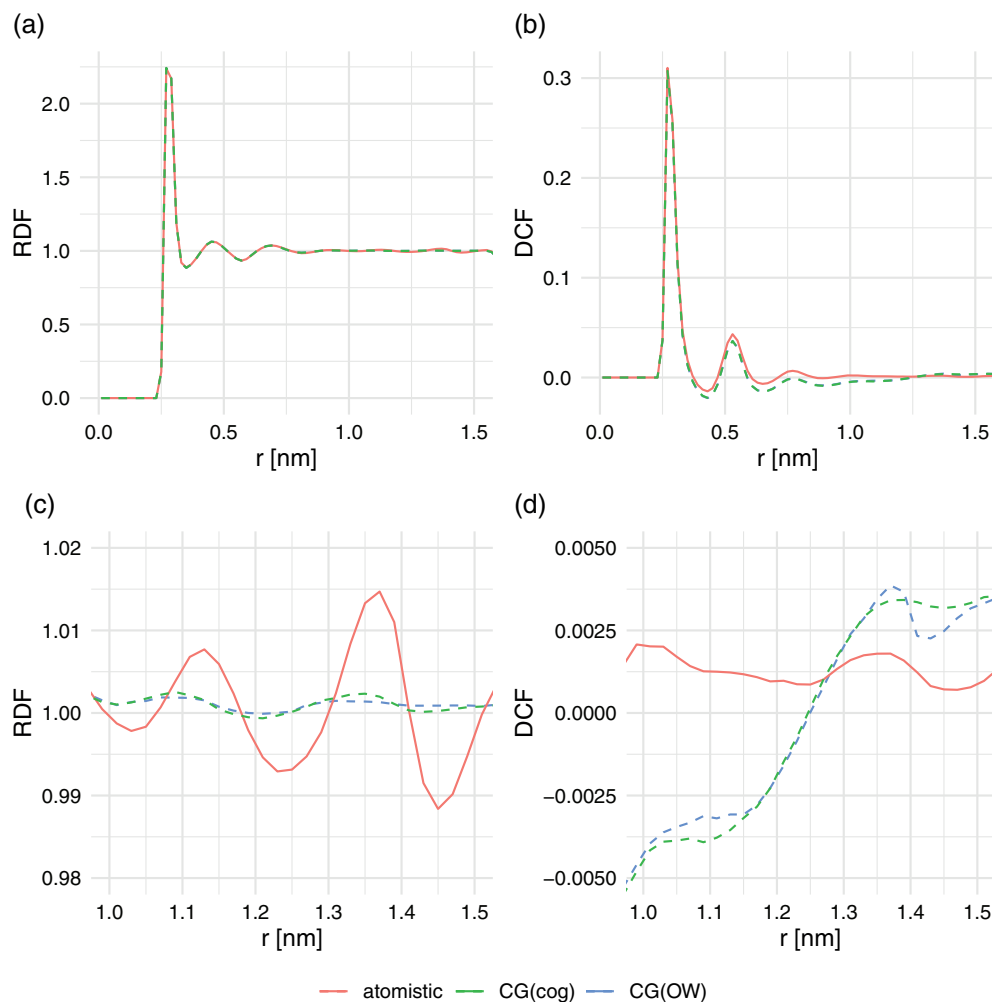 (a)
RDF
2.0
1.5
1.0
0.5
0.0
0.0 0.5 1.0 1.5
r [nm]
(b)
DCF
0.3
0.2
0.1
0.0
0.0 0.5 1.0 1.5
r [nm]
(c)
RDF
1.02
1.01
1.00
0.99
0.98
1.0 1.1 1.2 1.3 1.4 1.5
r [nm]
(d)
DCF
0.0050
0.0025
0.0000
−0.0025
−0.0050
1.0 1.1 1.2 1.3 1.4 1.5
r [nm]
atomistic CG(cog) CG(OW)